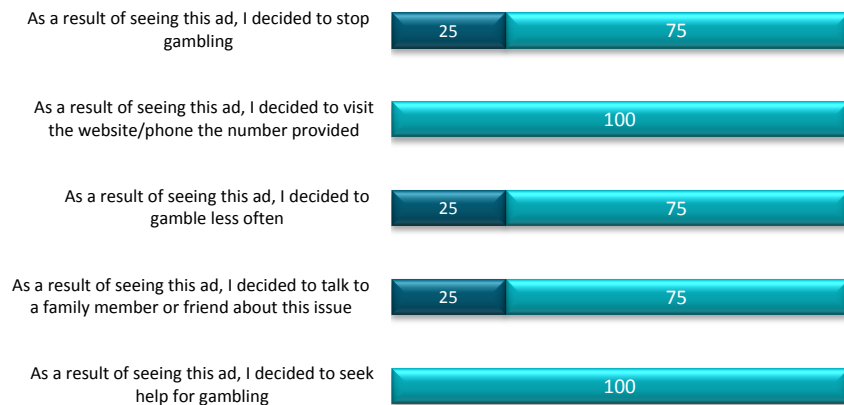 As a result of seeing this ad, I decided to stop
gambling
25 75
As a result of seeing this ad, I decided to visit
the website/phone the number provided
100
As a result of seeing this ad, I decided to
gamble less often
25 75
As a result of seeing this ad, I decided to talk to
a family member or friend about this issue
25 75
As a result of seeing this ad, I decided to seek
help for gambling
100